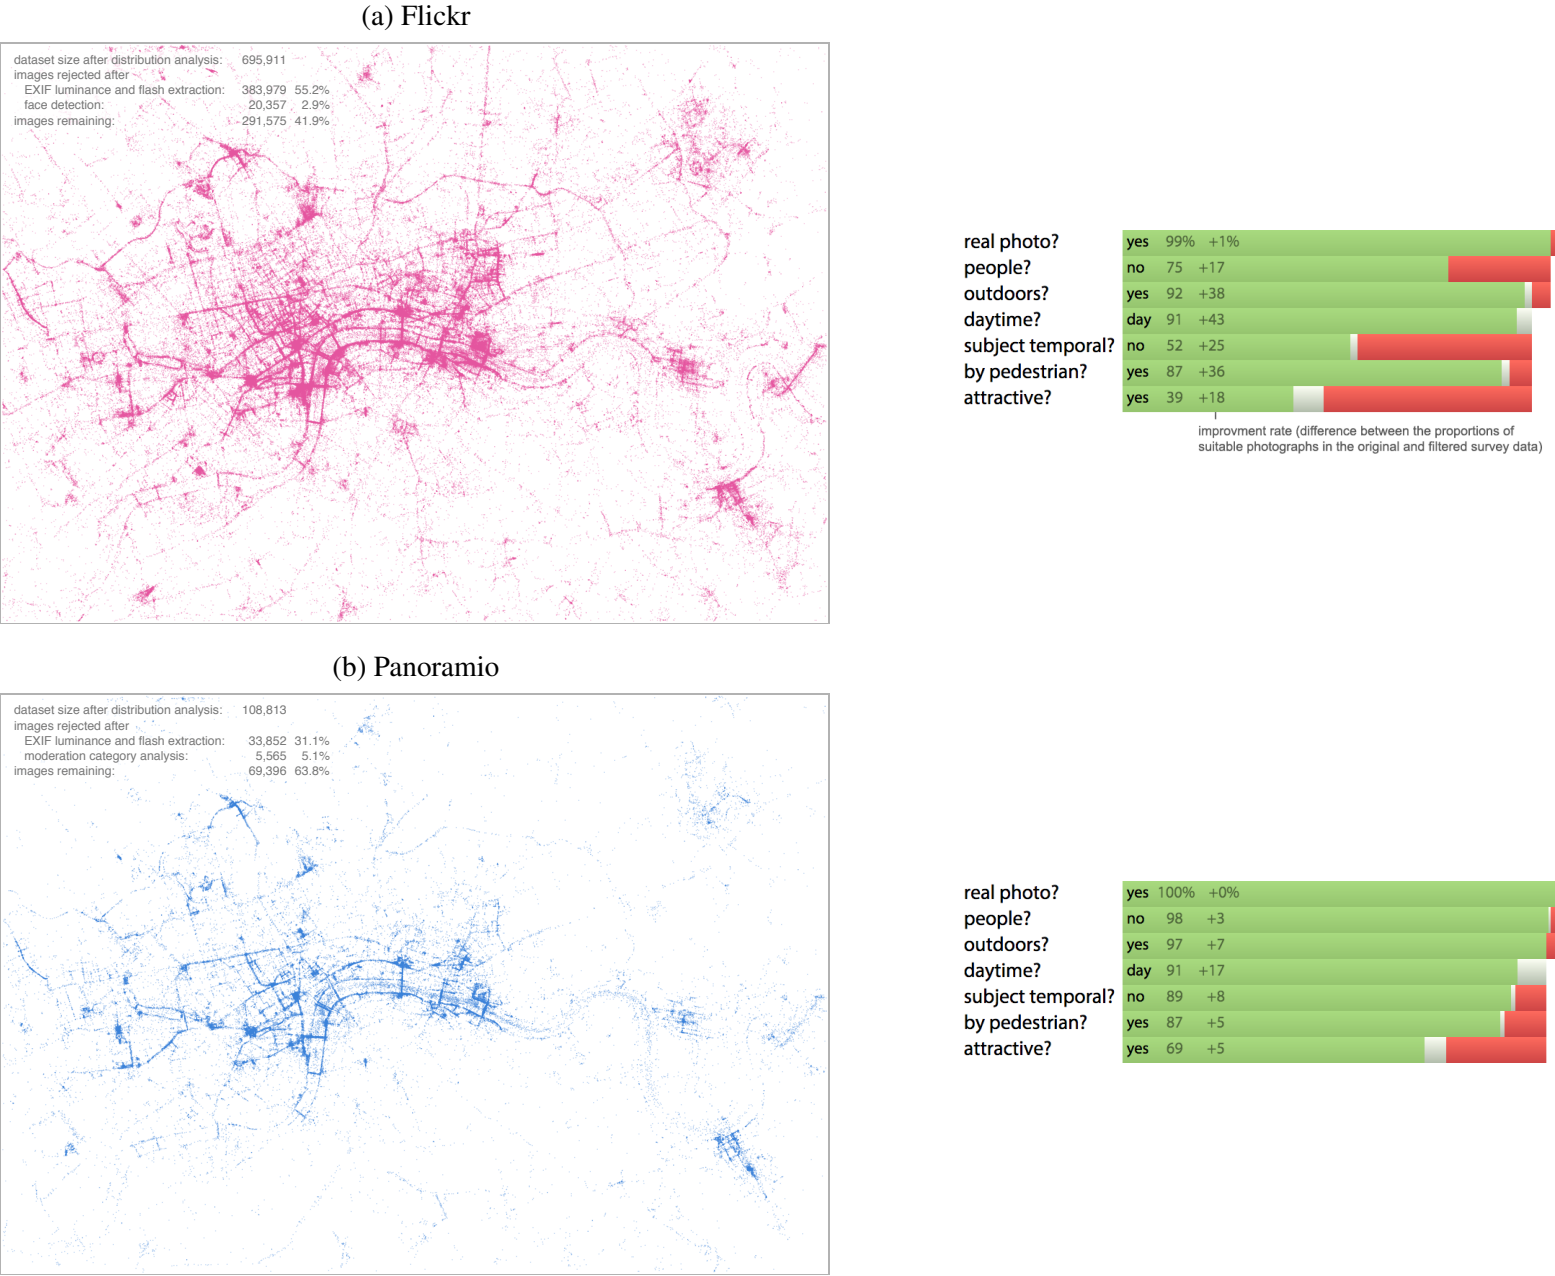 (a) Flickr
dataset size after distribution analysis: 695,911
images rejected after
EXIF luminance and flash extraction: 383,979 55.2%
face detection: 20,357 2.9%
images remaining: 291,575 41.9%
real photo? yes 99% +1%
people? no 75 +17
outdoors? yes 92 +38
daytime? day 91 +43
subject temporal? no 52 +25
by pedestrian? yes 87 +36
attractive? yes 39 +18
improvment rate (difference between the proportions of
suitable photographs in the original and filtered survey data)
(b) Panoramio
dataset size after distribution analysis: 108,813
images rejected after
EXIF luminance and flash extraction: 33,852 31.1%
moderation category analysis: 5,565 5.1%
images remaining: 69,396 63.8%
real photo? yes 100% +0%
people? no 98 +3
outdoors? yes 97 +7
daytime? day 91 +17
subject temporal? no 89 +8
by pedestrian? yes 87 +5
attractive? yes 69 +5